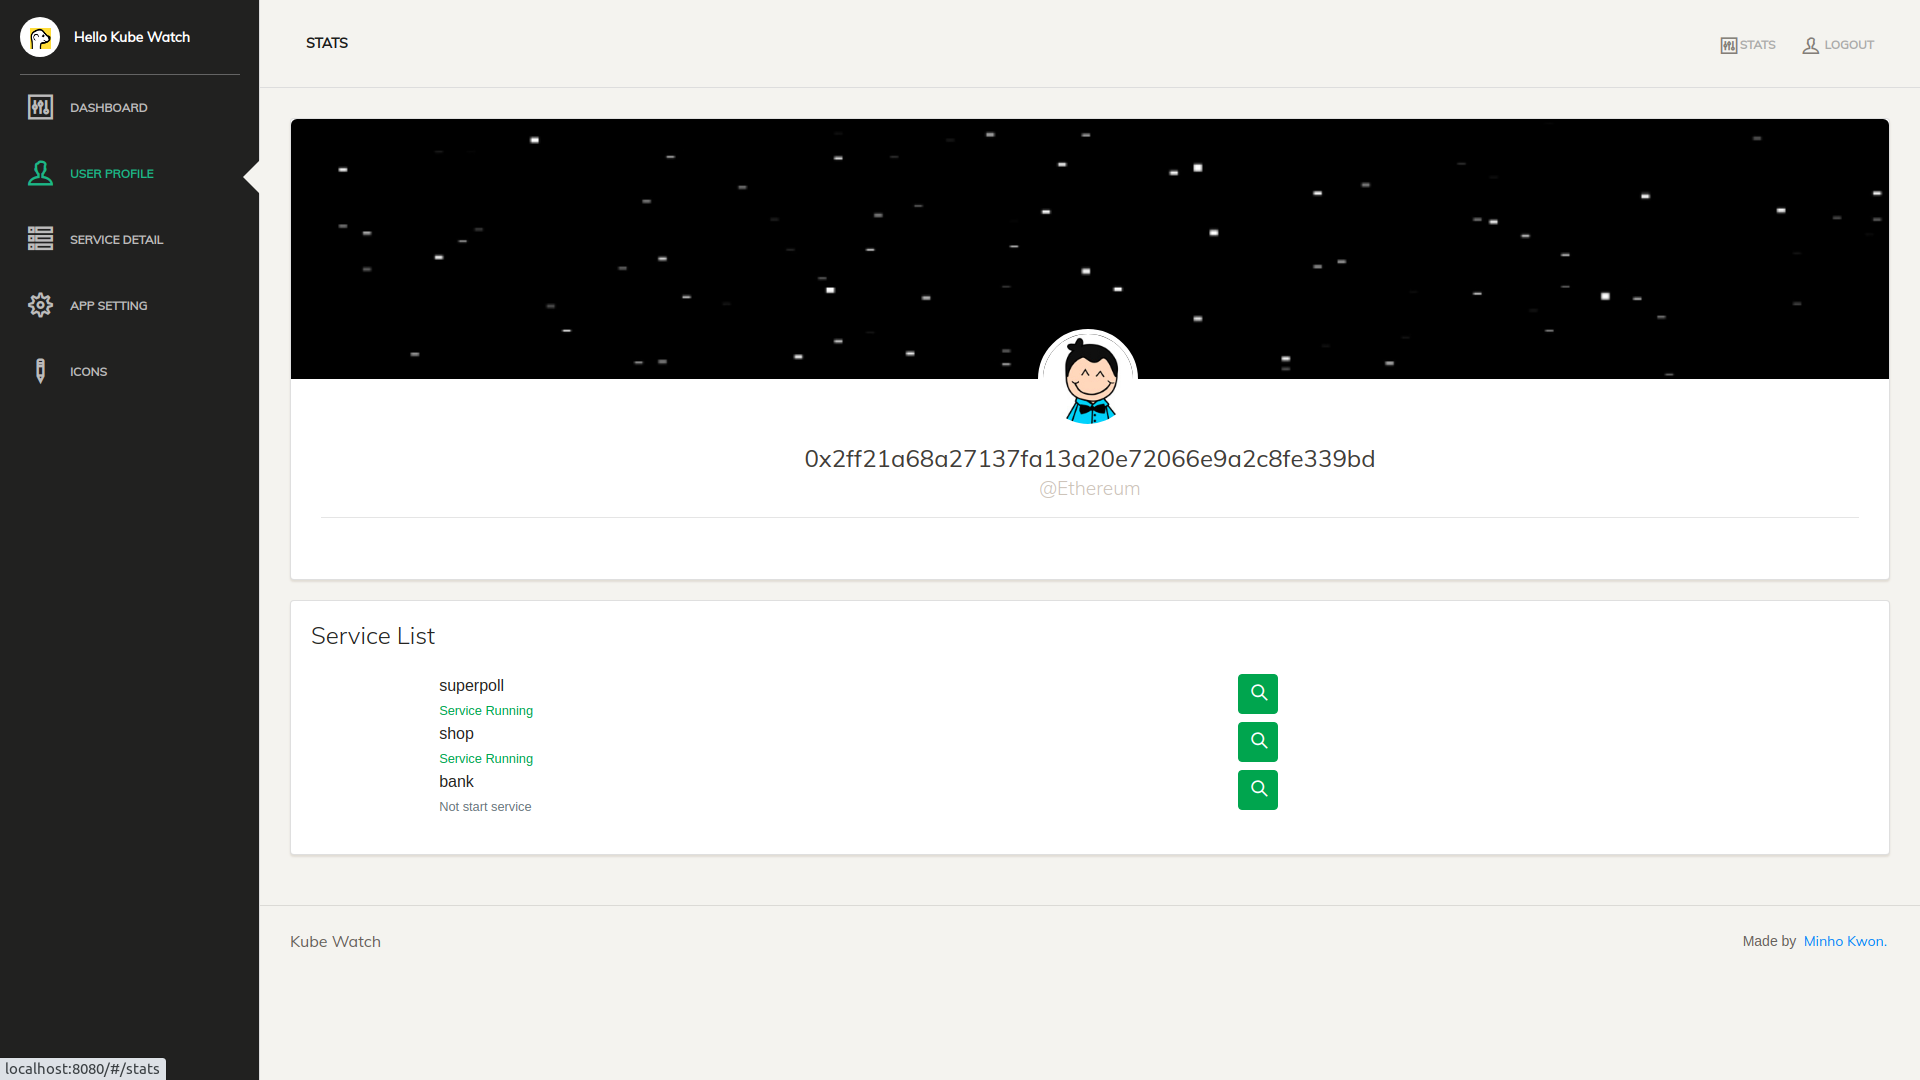 Hello Kube Watch
DASHBOARD
USER PROFILE
SERVICE DETAIL
APP SETTING
ICONS
STATS
STATS
LOGOUT
0x2ff21a68a27137fa13a20e72066e9a2c8fe339bd
@Ethereum
Service List
superpoll
Service Running
shop
Service Running
bank
Not start service
Kube Watch
Made by Minho Kwon.
localhost:8080/#/stats